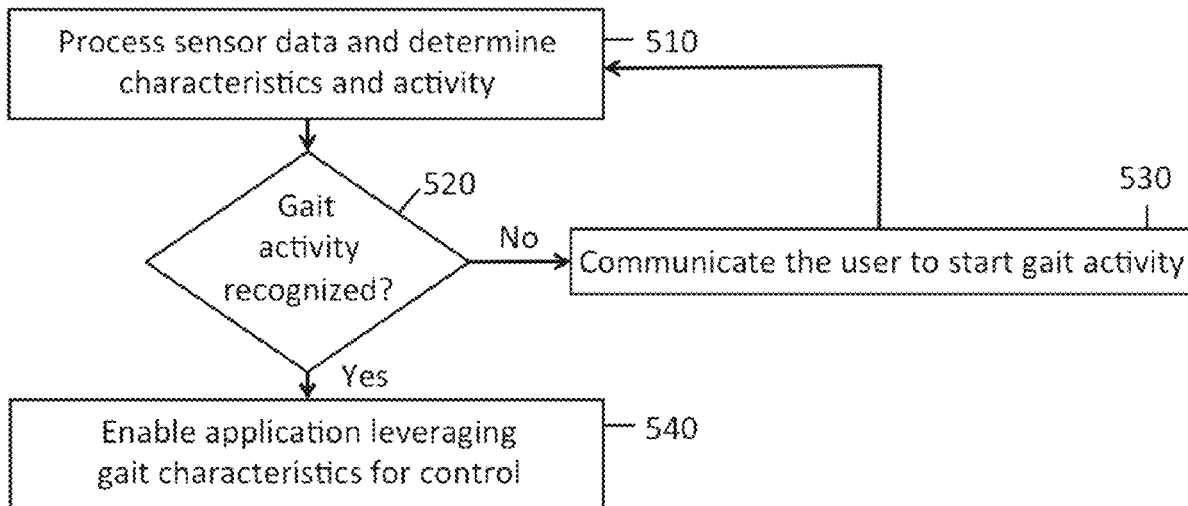 Process sensor data and determine
characteristics and activity
510
Gait
activity
recognized?
520
No
530
Communicate the user to start gait activity
Yes
Enable application leveraging
gait characteristics for control
540